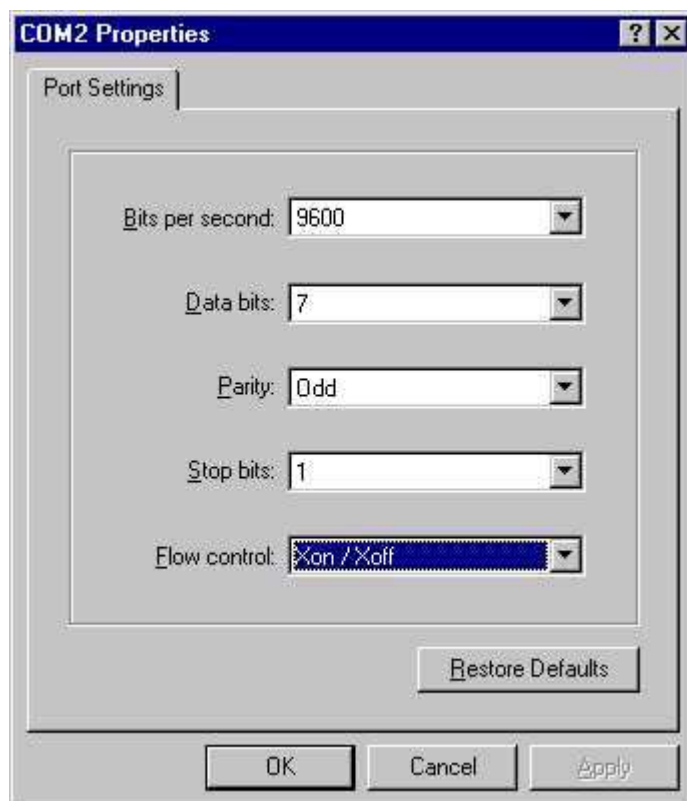 COM2 Properties
Port Settings
Bits per second: 9600
Data bits: 7
Parity: Odd
Stop bits: 1
Flow control: Xon / Xoff
Restore Defaults
OK Cancel Apply